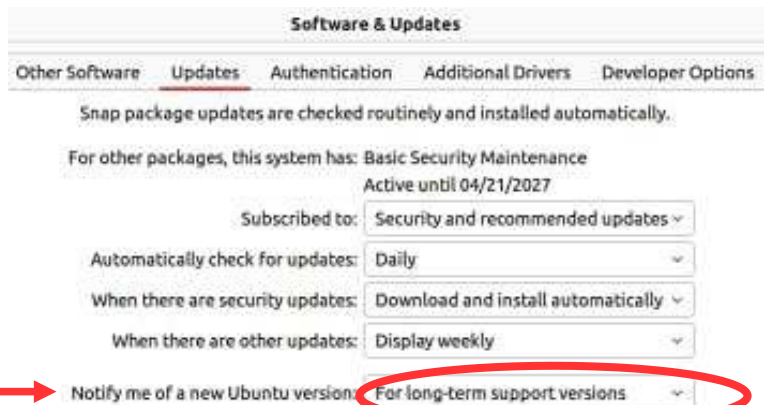 Software & Updates
Other Software Updates Authentication Additional Drivers Developer Options
Snap package updates are checked routinely and installed automatically.
For other packages, this system has: Basic Security Maintenance
Active until 04/21/2027
Subscribed to: Security and recommended updates
Automatically check for updates: Daily
When there are security updates: Download and install automatically
When there are other updates: Display weekly
Notify me of a new Ubuntu version: For long-term support versions